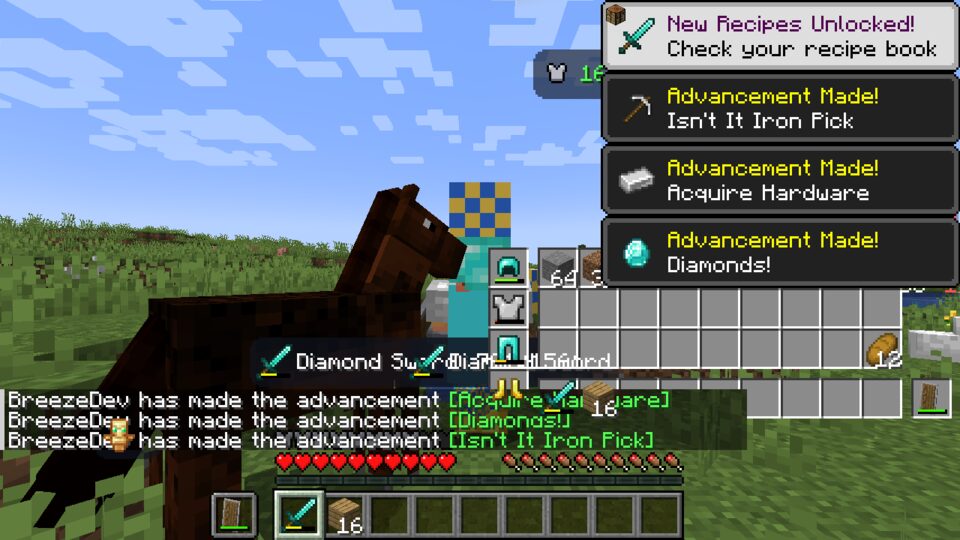 New Recipes Unlocked!
Check your recipe book
16
Advancement Made!
Isn't It Iron Pick
Advancement Made!
Acquire Hardware
Advancement Made!
Diamonds!
64
12
Diamond
BreezeDev has made the advancement [Acquire Hardware]
16
BreezeDev has made the advancement [Diamonds!]
BreezeDev has made the advancement [Isn't It Iron Pick]
16